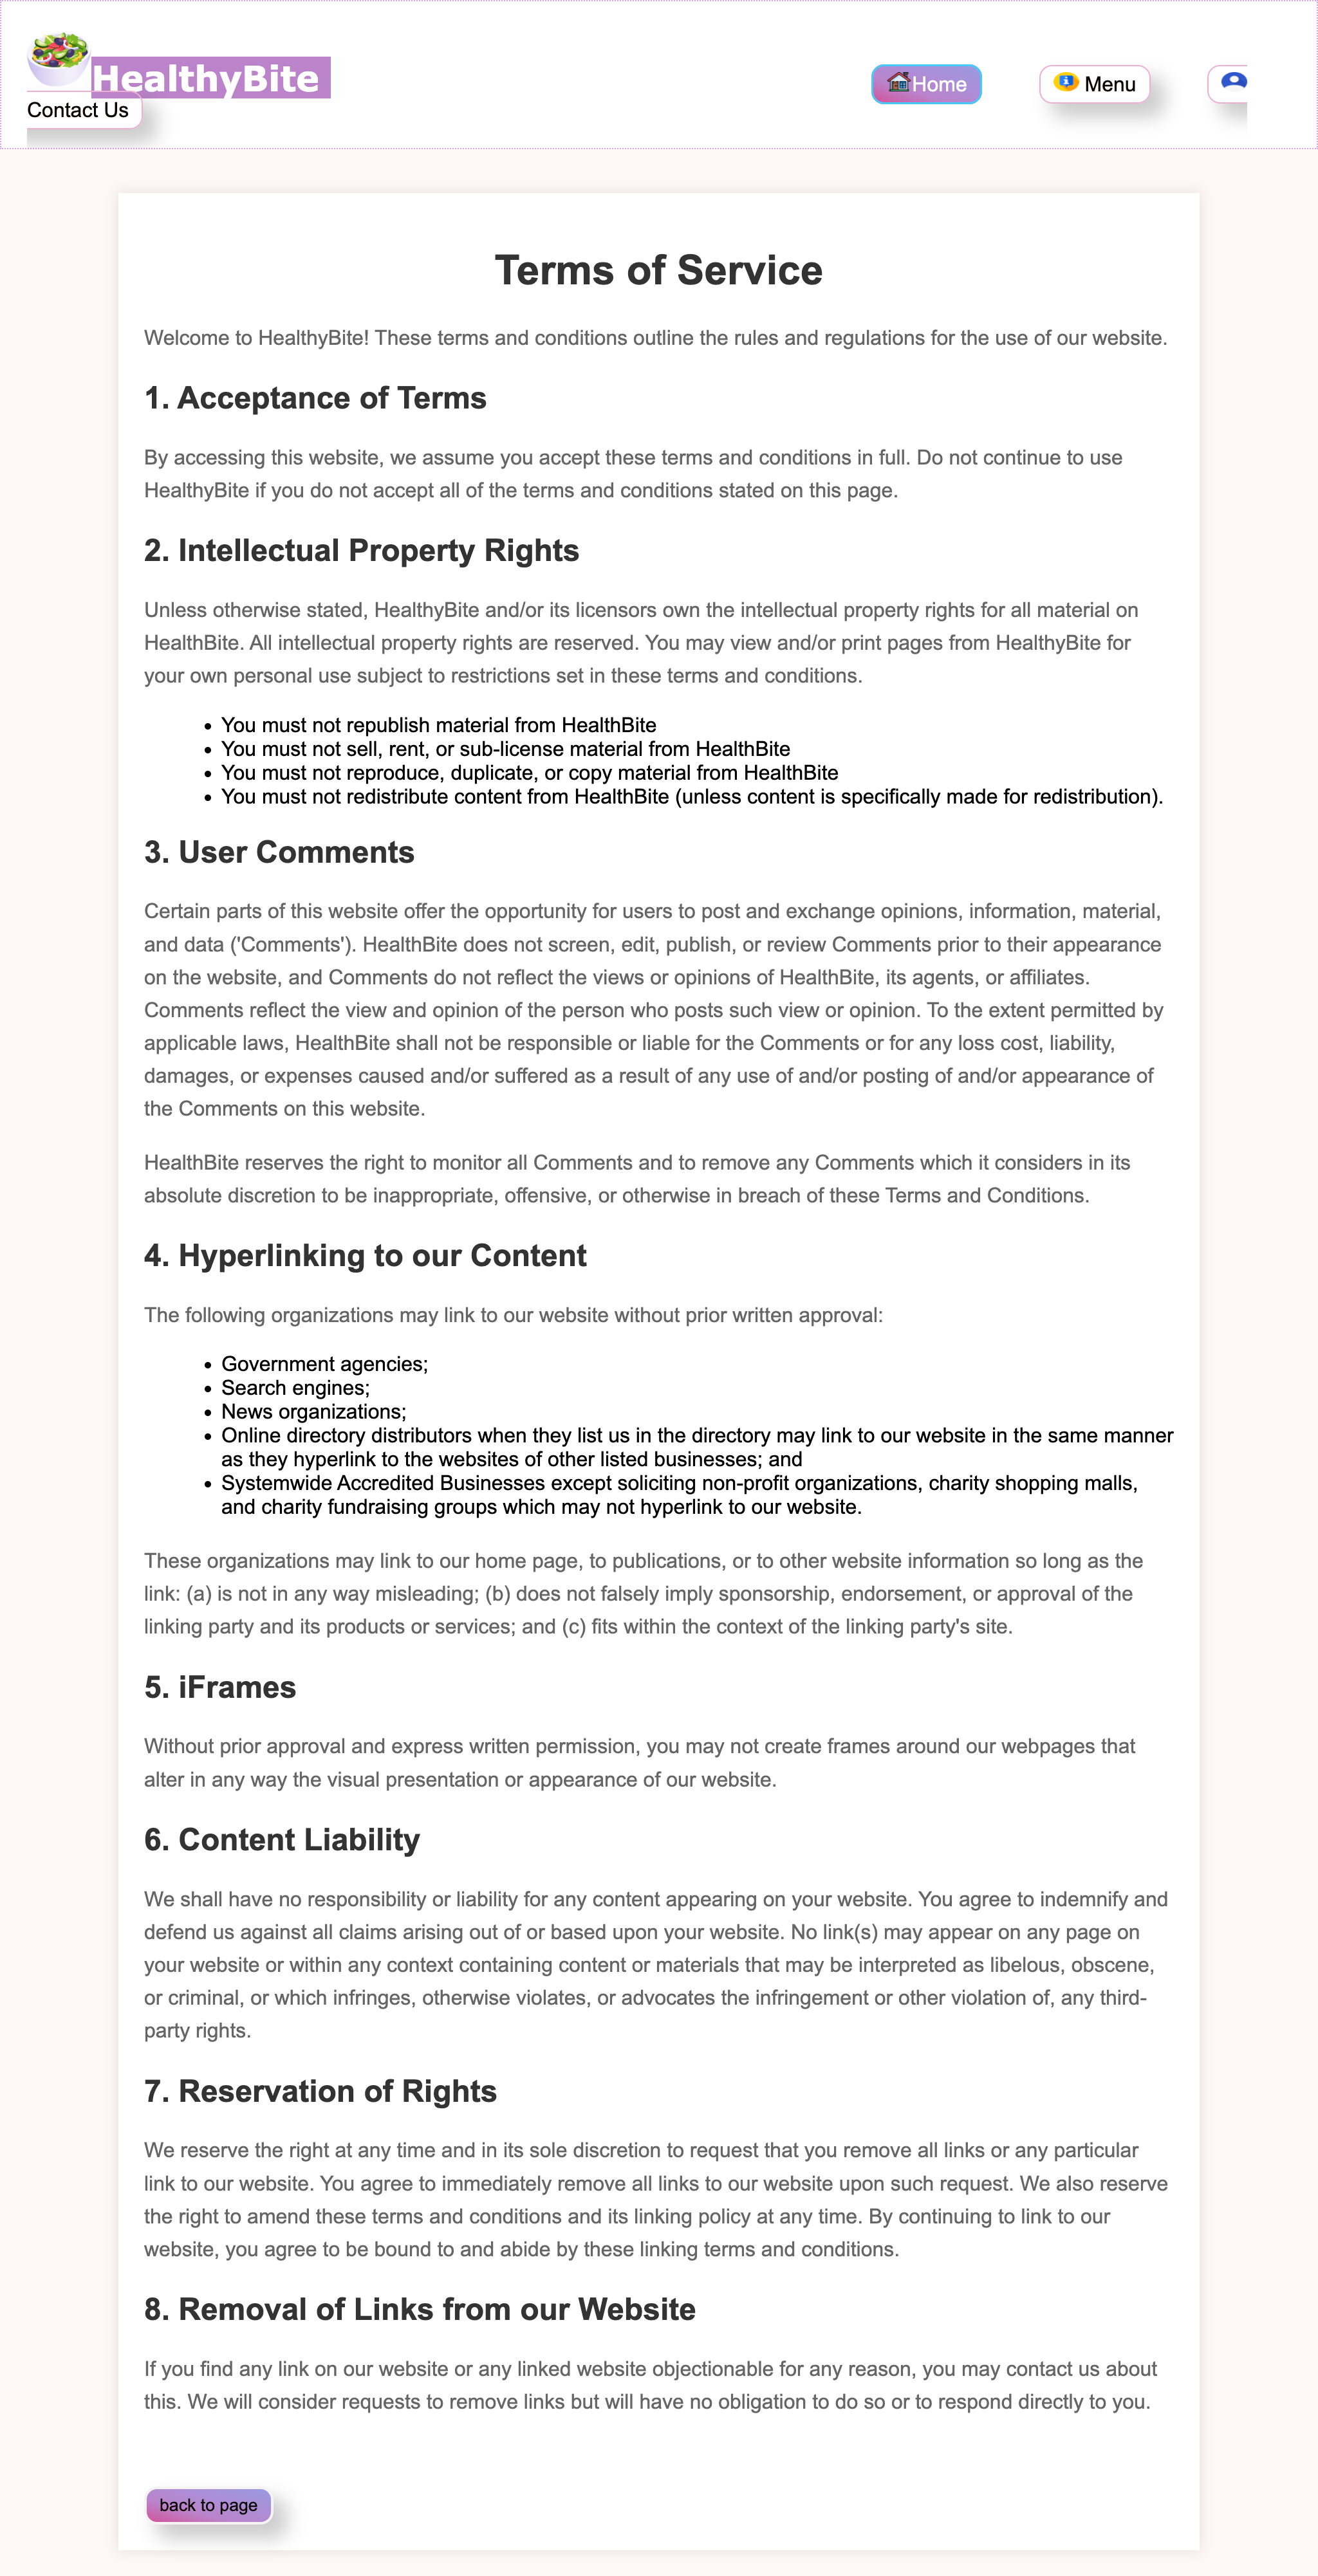 HealthyBite
Home
Menu
Contact Us
Terms of Service
Welcome to HealthyBite! These terms and conditions outline the rules and regulations for the use of our website.
1. Acceptance of Terms
By accessing this website, we assume you accept these terms and conditions in full. Do not continue to use
HealthyBite if you do not accept all of the terms and conditions stated on this page.
2. Intellectual Property Rights
Unless otherwise stated, HealthyBite and/or its licensors own the intellectual property rights for all material on
HealthBite. All intellectual property rights are reserved. You may view and/or print pages from HealthyBite for
your own personal use subject to restrictions set in these terms and conditions.
• You must not republish material from HealthBite
• You must not sell, rent, or sub-license material from HealthBite
• You must not reproduce, duplicate, or copy material from HealthBite
• You must not redistribute content from HealthBite (unless content is specifically made for redistribution).
3. User Comments
Certain parts of this website offer the opportunity for users to post and exchange opinions, information, material,
and data ('Comments'). HealthBite does not screen, edit, publish, or review Comments prior to their appearance
on the website, and Comments do not reflect the views or opinions of HealthBite, its agents, or affiliates.
Comments reflect the view and opinion of the person who posts such view or opinion. To the extent permitted by
applicable laws, HealthBite shall not be responsible or liable for the Comments or for any loss cost, liability,
damages, or expenses caused and/or suffered as a result of any use of and/or posting of and/or appearance of
the Comments on this website.
HealthBite reserves the right to monitor all Comments and to remove any Comments which it considers in its
absolute discretion to be inappropriate, offensive, or otherwise in breach of these Terms and Conditions.
4. Hyperlinking to our Content
The following organizations may link to our website without prior written approval:
• Government agencies;
• Search engines;
• News organizations;
• Online directory distributors when they list us in the directory may link to our website in the same manner
as they hyperlink to the websites of other listed businesses; and
• Systemwide Accredited Businesses except soliciting non-profit organizations, charity shopping malls,
and charity fundraising groups which may not hyperlink to our website.
These organizations may link to our home page, to publications, or to other website information so long as the
link: (a) is not in any way misleading; (b) does not falsely imply sponsorship, endorsement, or approval of the
linking party and its products or services; and (c) fits within the context of the linking party's site.
5. iFrames
Without prior approval and express written permission, you may not create frames around our webpages that
alter in any way the visual presentation or appearance of our website.
6. Content Liability
We shall have no responsibility or liability for any content appearing on your website. You agree to indemnify and
defend us against all claims arising out of or based upon your website. No link(s) may appear on any page on
your website or within any context containing content or materials that may be interpreted as libelous, obscene,
or criminal, or which infringes, otherwise violates, or advocates the infringement or other violation of, any third-
party rights.
7. Reservation of Rights
We reserve the right at any time and in its sole discretion to request that you remove all links or any particular
link to our website. You agree to immediately remove all links to our website upon such request. We also reserve
the right to amend these terms and conditions and its linking policy at any time. By continuing to link to our
website, you agree to be bound to and abide by these linking terms and conditions.
8. Removal of Links from our Website
If you find any link on our website or any linked website objectionable for any reason, you may contact us about
this. We will consider requests to remove links but will have no obligation to do so or to respond directly to you.
back to page